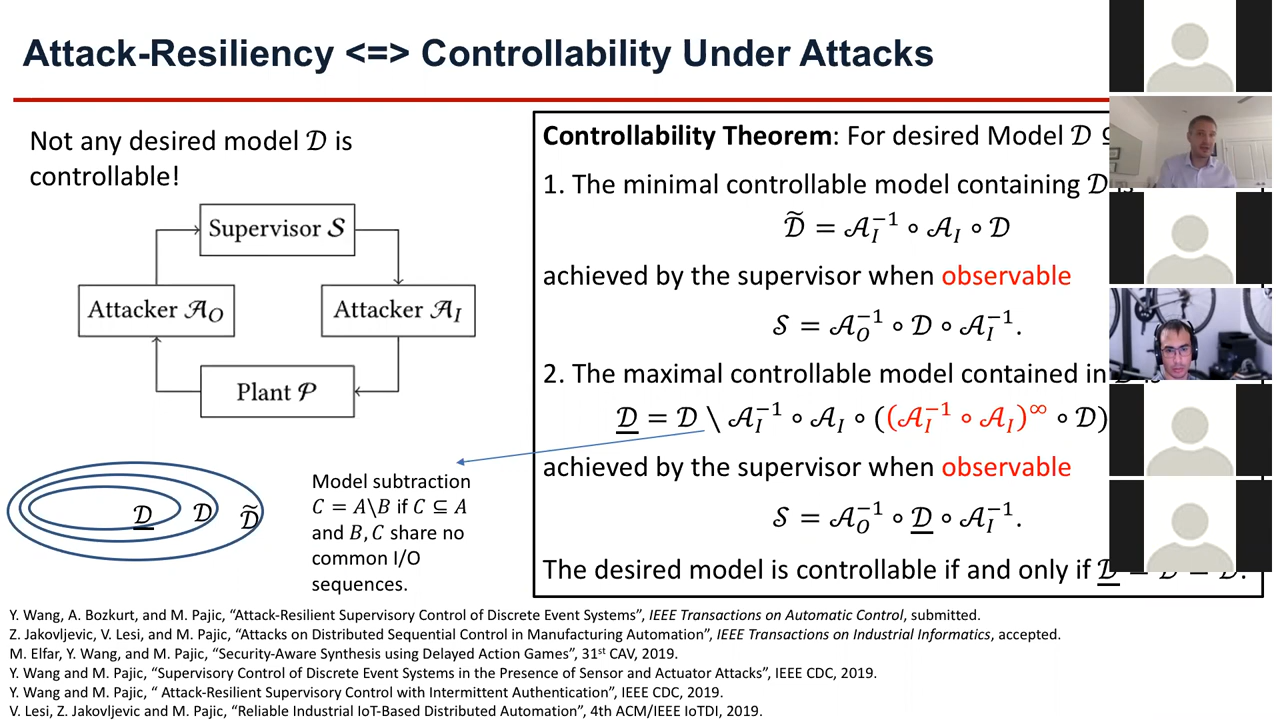 Attack-Resiliency <=> Controllability Under Attacks
Not any desired model 𝒟 is
controllable!
Supervisor 𝒮
Attacker 𝒜_O
Attacker 𝒜_I
Plant 𝒫
𝒟̲ 𝒟 𝒟̃
Model subtraction
C = A\B if C ⊆ A
and B, C share no
common I/O
sequences.
Controllability Theorem: For desired Model 𝒟
1. The minimal controllable model containing 𝒟
𝒟̃ = 𝒜_I^{-1} ∘ 𝒜_I ∘ 𝒟
achieved by the supervisor when observable
𝒮 = 𝒜_O^{-1} ∘ 𝒟 ∘ 𝒜_I^{-1}.
2. The maximal controllable model contained in
𝒟̲ = 𝒟 \ 𝒜_I^{-1} ∘ 𝒜_I ∘ ((𝒜_I^{-1} ∘ 𝒜_I)^∞ ∘ 𝒟)
achieved by the supervisor when observable
𝒮 = 𝒜_O^{-1} ∘ 𝒟̲ ∘ 𝒜_I^{-1}.
The desired model is controllable if and only if
Y. Wang, A. Bozkurt, and M. Pajic, “Attack-Resilient Supervisory Control of Discrete Event Systems”, IEEE Transactions on Automatic Control, submitted.
Z. Jakovljevic, V. Lesi, and M. Pajic, “Attacks on Distributed Sequential Control in Manufacturing Automation”, IEEE Transactions on Industrial Informatics, accepted.
M. Elfar, Y. Wang, and M. Pajic, “Security-Aware Synthesis using Delayed Action Games”, 31st CAV, 2019.
Y. Wang and M. Pajic, “Supervisory Control of Discrete Event Systems in the Presence of Sensor and Actuator Attacks”, IEEE CDC, 2019.
Y. Wang and M. Pajic, “ Attack-Resilient Supervisory Control with Intermittent Authentication”, IEEE CDC, 2019.
V. Lesi, Z. Jakovljevic and M. Pajic, “Reliable Industrial IoT-Based Distributed Automation”, 4th ACM/IEEE IoTDI, 2019.